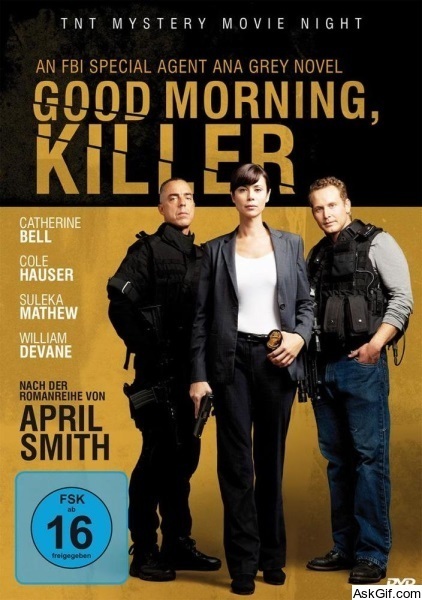 TNT MYSTERY MOVIE NIGHT
AN FBI SPECIAL AGENT ANA GREY NOVEL
GOOD MORNING,
KILLER
CATHERINE
BELL
COLE
HAUSER
SULEKA
MATHEW
WILLIAM
DEVANE
NACH DER
ROMANREIHE VON
APRIL
SMITH
FSK
ab
16
freigegeben
DVD
AskGif.com